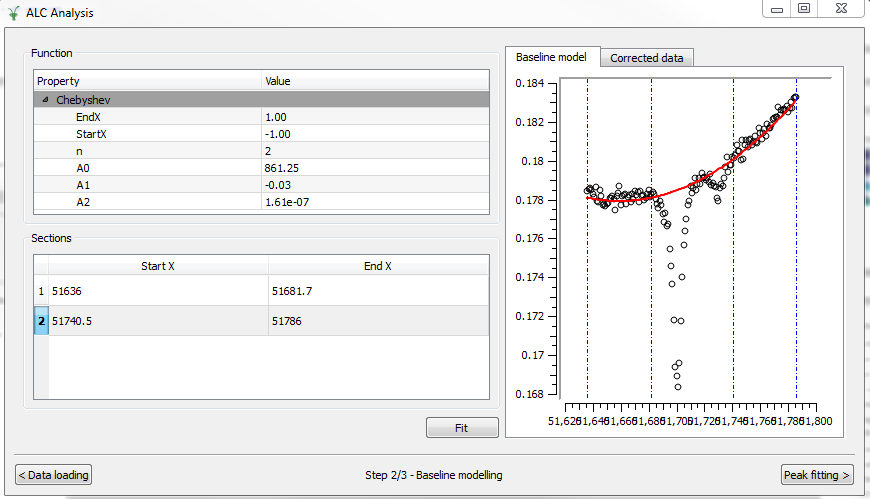 ALC Analysis
Function
Property Value
Chebyshev
EndX 1.00
StartX -1.00
n 2
A0 861.25
A1 -0.03
A2 1.61e-07
Sections
Start X End X
1 51636 51681.7
2 51740.5 51786
Fit
Baseline model Corrected data
0.184
0.182
0.18
0.178
0.176
0.174
0.172
0.17
0.168
51,620 51,640 51,660 51,680 51,700 51,720 51,740 51,760 51,780 51,800
< Data loading Step 2/3 - Baseline modelling Peak fitting >